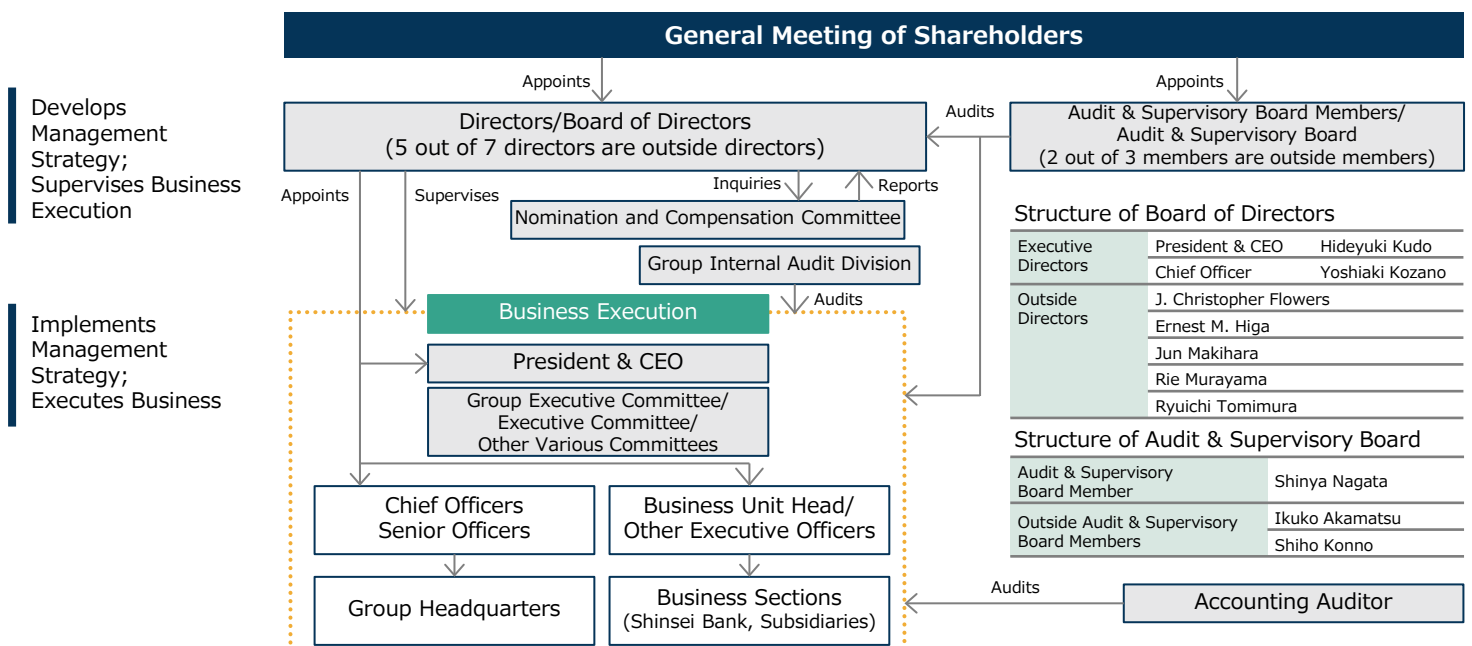 General Meeting of Shareholders
Appoints
Appoints
Develops
Management
Strategy;
Supervises Business
Execution
Directors/Board of Directors
(5 out of 7 directors are outside directors)
Audits
Audit & Supervisory Board Members/
Audit & Supervisory Board
(2 out of 3 members are outside members)
Appoints
Supervises
Inquiries
Reports
Nomination and Compensation Committee
Group Internal Audit Division
Audits
Structure of Board of Directors
Executive
Directors
President & CEO Hideyuki Kudo
Chief Officer Yoshiaki Kozano
Outside
Directors
J. Christopher Flowers
Ernest M. Higa
Jun Makihara
Rie Murayama
Ryuichi Tomimura
Implements
Management
Strategy;
Executes Business
Business Execution
President & CEO
Group Executive Committee/
Executive Committee/
Other Various Committees
Structure of Audit & Supervisory Board
Audit & Supervisory
Board Member
Shinya Nagata
Outside Audit & Supervisory
Board Members
Ikuko Akamatsu
Shiho Konno
Chief Officers
Senior Officers
Business Unit Head/
Other Executive Officers
Group Headquarters
Business Sections
(Shinsei Bank, Subsidiaries)
Audits
Accounting Auditor